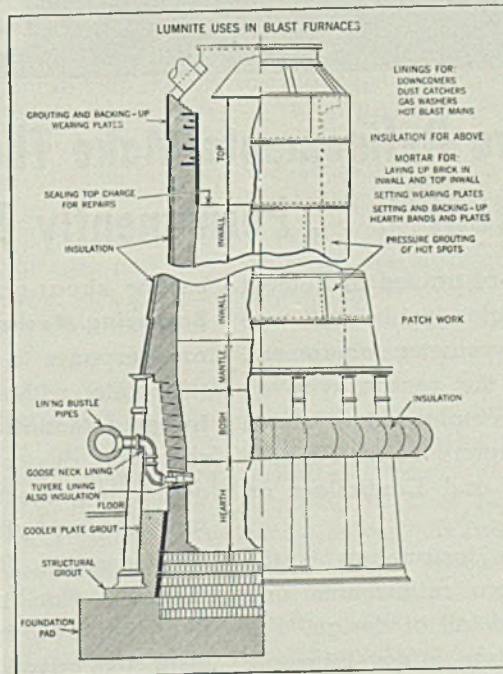 LUMNITE USES IN BLAST FURNACES
GROUTING AND BACKING-UP
WEARING PLATES
SEALING TOP CHARGE
FOR REPAIRS
INSULATION
LINING BUSTLE
PIPES
GOOSE NECK LINING
TUYERE LINING
ALSO INSULATION
FLOOR
COOLER PLATE GROUT
STRUCTURAL
GROUT
FOUNDATION
PAD
TOP
INWALL
INWALL
MANTLE
BOSH
HEARTH
LININGS FOR:
DOWNCOMERS
DUST CATCHERS
GAS WASHERS
HOT BLAST MAINS
INSULATION FOR ABOVE
MORTAR FOR:
LAYING UP BRICK IN
INWALL AND TOP INWALL
SETTING WEARING PLATES
SETTING AND BACKING-UP
HEARTH BANDS AND PLATES
PRESSURE GROUTING
OF HOT SPOTS
PATCH WORK
INSULATION